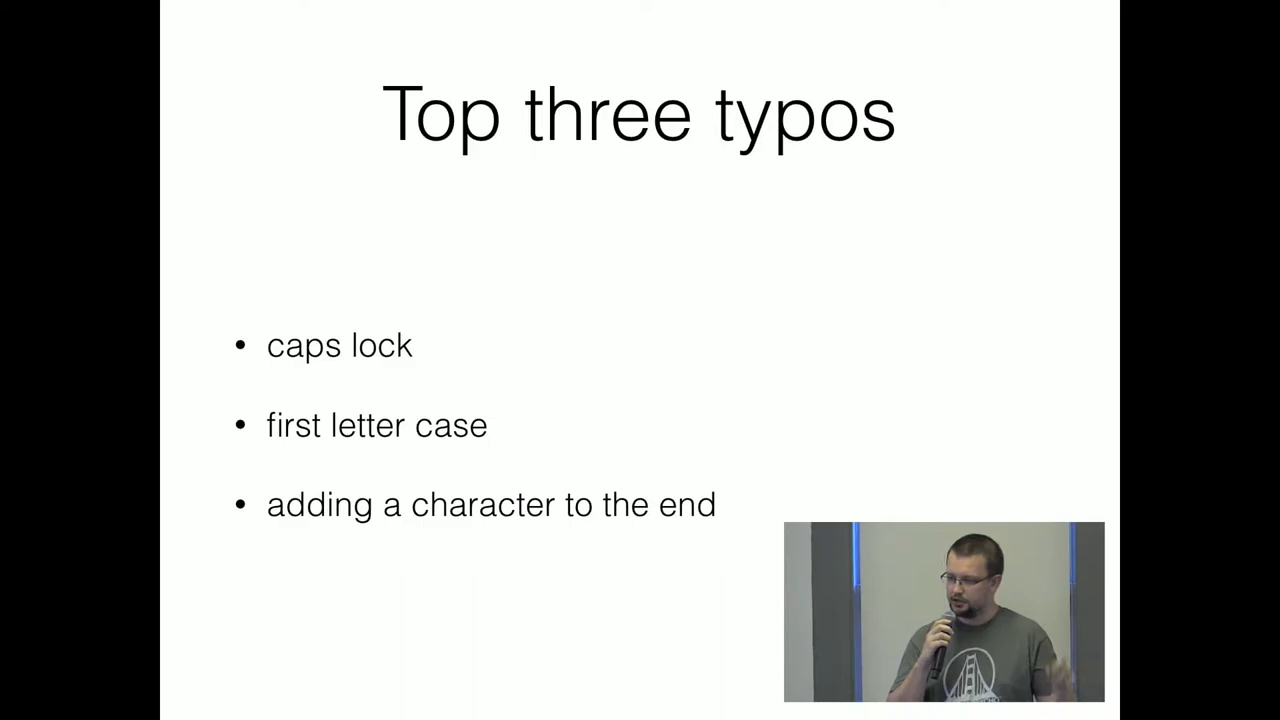 Top three typos
• caps lock
• first letter case
• adding a character to the end